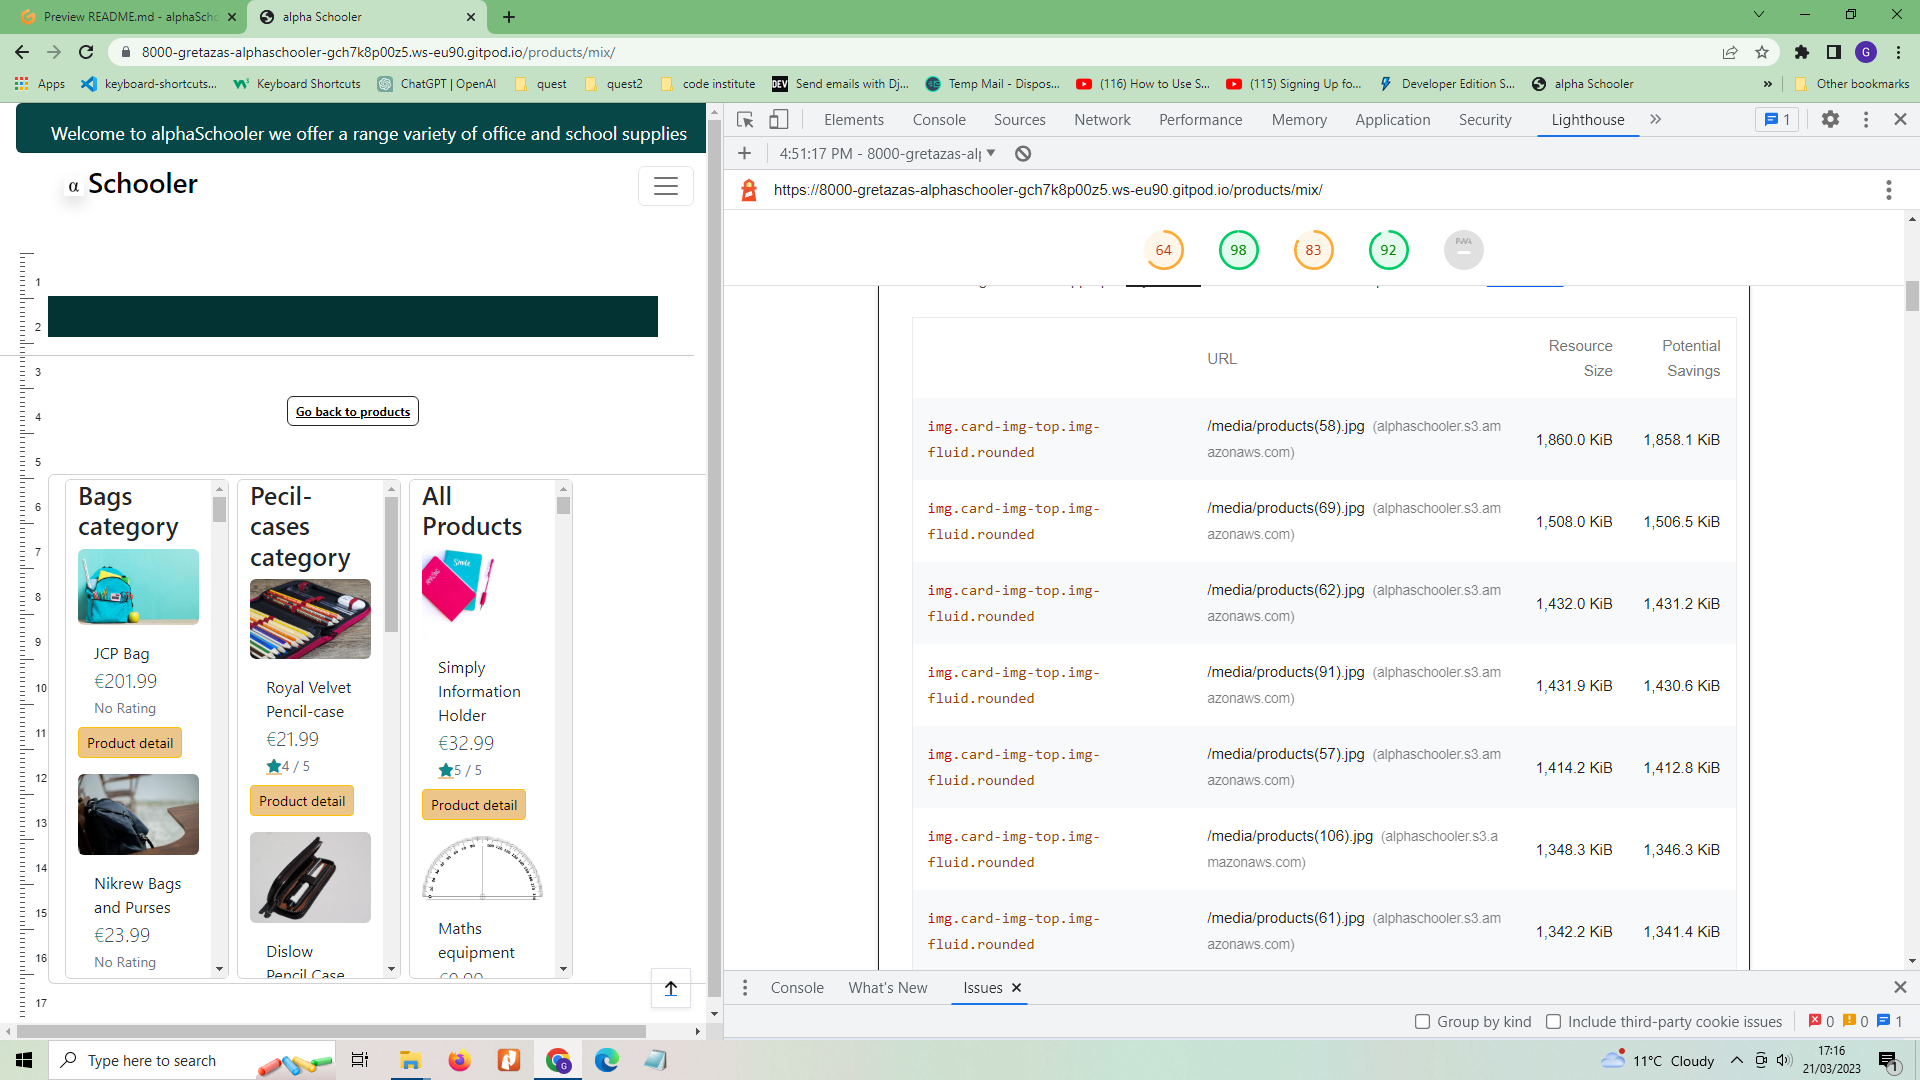 Preview README.md - alphaSch
alpha Schooler
8000-gretazas-alphaschooler-gch7k8p00z5.ws-eu90.gitpod.io/products/mix/
G
Apps
keyboard-shortcuts...
Keyboard Shortcuts
ChatGPT | OpenAI
quest
quest2
code institute
DEV
Send emails with Dj...
Temp Mail - Dispos...
(116) How to Use S...
(115) Signing Up fo...
Developer Edition S...
alpha Schooler
»
Other bookmarks
Welcome to alphaSchooler we offer a range variety of office and school supplies
α Schooler
1
2
3
4
5
6
7
8
9
10
11
12
13
14
15
16
17
Go back to products
Bags
category
JCP Bag
€201.99
No Rating
Product detail
Nikrew Bags
and Purses
€23.99
No Rating
Pecil-
cases
category
Royal Velvet
Pencil-case
€21.99
4 / 5
Product detail
Dislow
Pencil Case
All
Products
Simply
Information
Holder
€32.99
5 / 5
Product detail
Maths
equipment
Elements Console Sources Network Performance Memory Application Security Lighthouse »
1
4:51:17 PM - 8000-gretazas-al
https://8000-gretazas-alphaschooler-gch7k8p00z5.ws-eu90.gitpod.io/products/mix/
64 98 83 92 PWA
URL
Resource Size
Potential Savings
img.card-img-top.img-fluid.rounded /media/products(58).jpg (alphaschooler.s3.amazonaws.com) 1,860.0 KiB 1,858.1 KiB
img.card-img-top.img-fluid.rounded /media/products(69).jpg (alphaschooler.s3.amazonaws.com) 1,508.0 KiB 1,506.5 KiB
img.card-img-top.img-fluid.rounded /media/products(62).jpg (alphaschooler.s3.amazonaws.com) 1,432.0 KiB 1,431.2 KiB
img.card-img-top.img-fluid.rounded /media/products(91).jpg (alphaschooler.s3.amazonaws.com) 1,431.9 KiB 1,430.6 KiB
img.card-img-top.img-fluid.rounded /media/products(57).jpg (alphaschooler.s3.amazonaws.com) 1,414.2 KiB 1,412.8 KiB
img.card-img-top.img-fluid.rounded /media/products(106).jpg (alphaschooler.s3.amazonaws.com) 1,348.3 KiB 1,346.3 KiB
img.card-img-top.img-fluid.rounded /media/products(61).jpg (alphaschooler.s3.amazonaws.com) 1,342.2 KiB 1,341.4 KiB
Console What's New Issues
Group by kind
Include third-party cookie issues
0 0 1
Type here to search
11°C Cloudy
17:16
21/03/2023
1